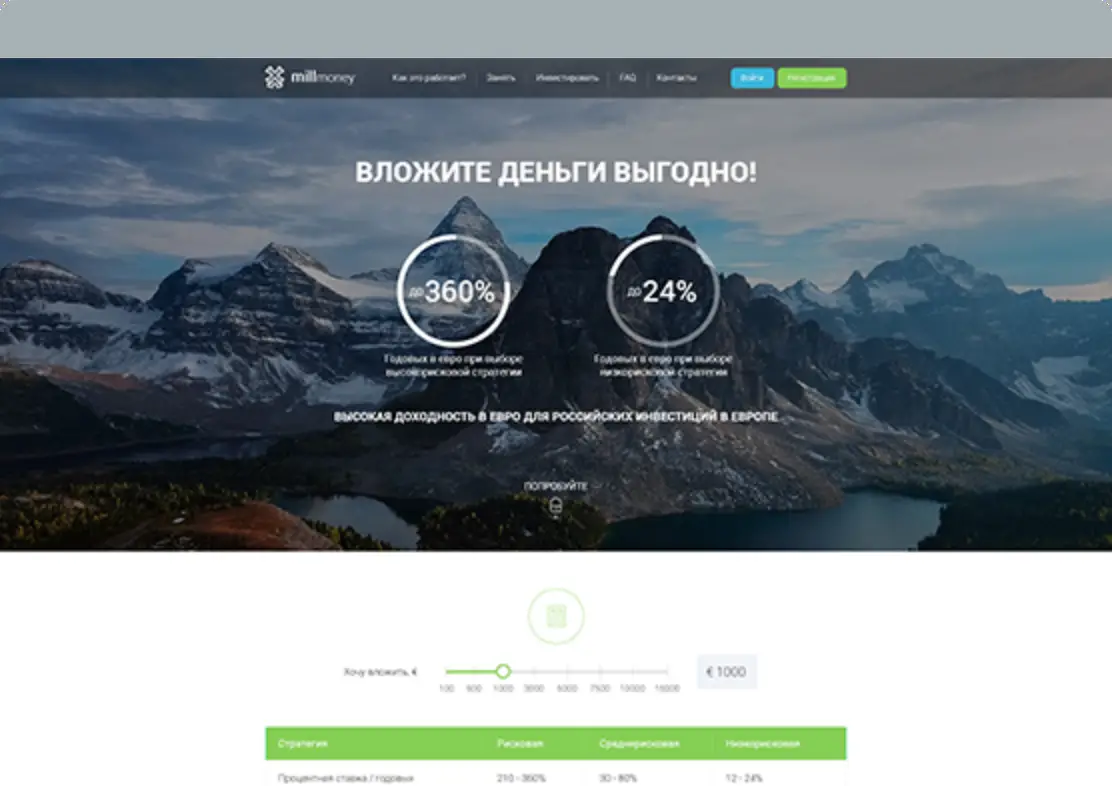 millmoney
Как это работает? Занять Инвестировать FAQ Контакты Войти Регистрация
ВЛОЖИТЕ ДЕНЬГИ ВЫГОДНО!
до 360% до 24%
Годовых в евро при выборе высокорисковой стратегии
Годовых в евро при выборе низкорисковой стратегии
ВЫСОКАЯ ДОХОДНОСТЬ В ЕВРО ДЛЯ РОССИЙСКИХ ИНВЕСТИЦИЙ В ЕВРОПЕ
ПОПРОБУЙТЕ
Хочу вложить, € € 1000
100 500 1000 3000 5000 7500 10000 15000
Стратегия Рисковая Среднерисковая Низкорисковая
Процентная ставка / годовых 210 - 360% 30 - 80% 12 - 24%